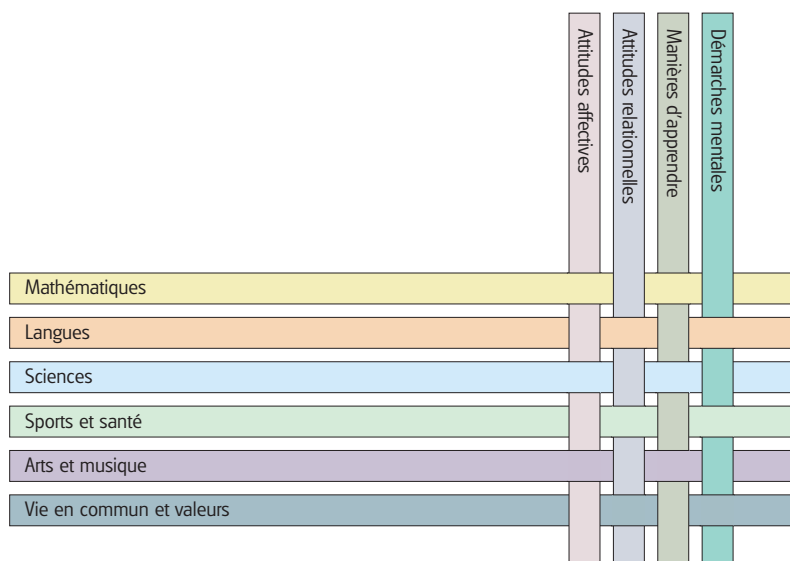 Attitudes affectives
Attitudes relationnelles
Manières d'apprendre
Démarches mentales
Mathématiques
Langues
Sciences
Sports et santé
Arts et musique
Vie en commun et valeurs